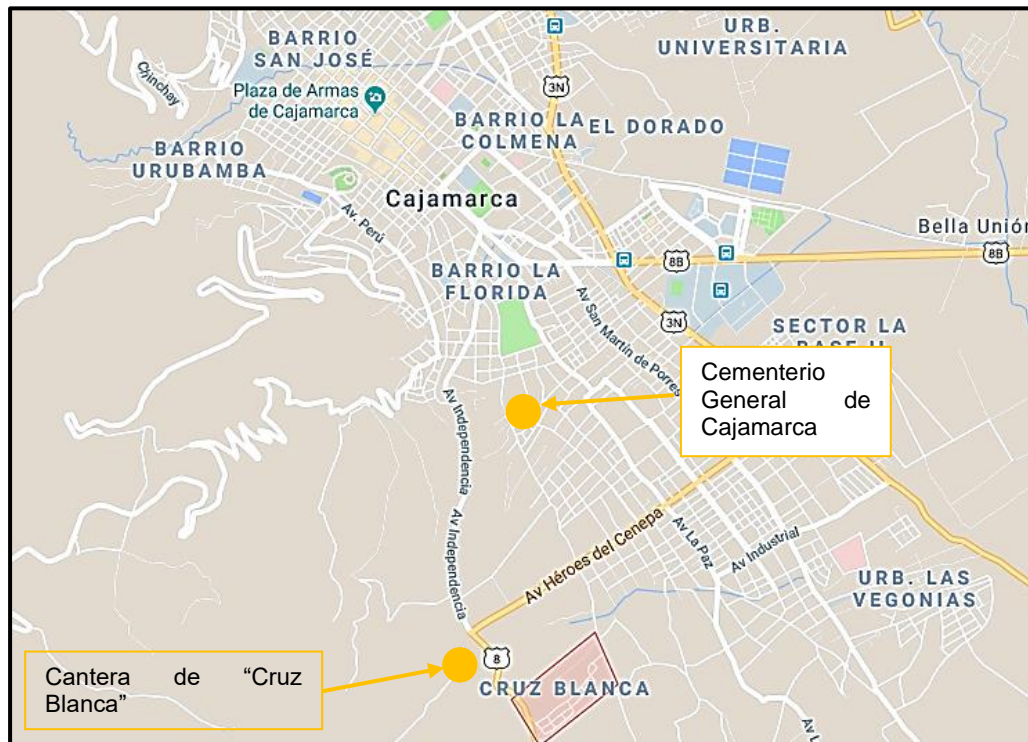 BARRIO
SAN JOSÉ
URB.
UNIVERSITARIA
Chinchay
3N
Plaza de Armas
de Cajamarca
BARRIO LA
COLMENA
EL DORADO
BARRIO
URUBAMBA
Cajamarca
Av. Perú
Bella Unión
8B
8B
BARRIO LA
FLORIDA
Av San Martín de Porres
3N
SECTOR LA
BASE II
Cementerio
General de
Cajamarca
Av Independencia
Av Independencia
Av Héroes del Cenepa
Av La Paz
Av Industrial
URB. LAS
VEGONIAS
8
CRUZ BLANCA
Cantera de “Cruz
Blanca”